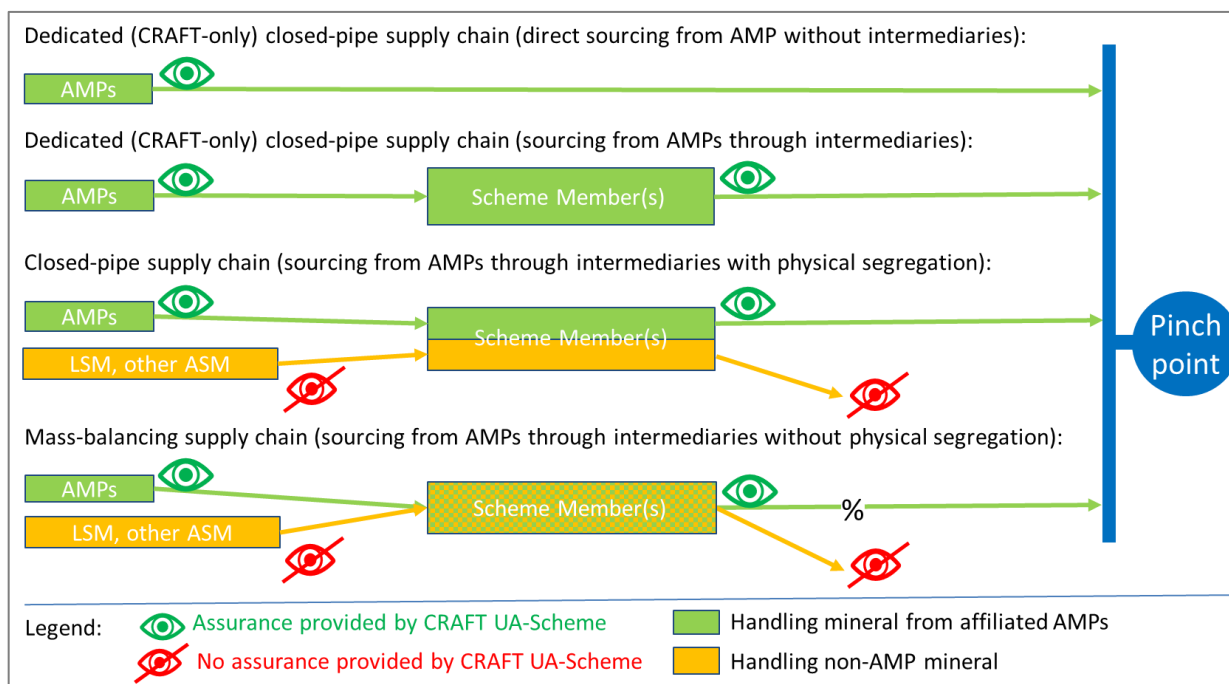 Dedicated (CRAFT-only) closed-pipe supply chain (direct sourcing from AMP without intermediaries):
AMPs
Dedicated (CRAFT-only) closed-pipe supply chain (sourcing from AMPs through intermediaries):
AMPs
Scheme Member(s)
Closed-pipe supply chain (sourcing from AMPs through intermediaries with physical segregation):
AMPs
Scheme Member(s)
LSM, other ASM
Pinch
point
Mass-balancing supply chain (sourcing from AMPs through intermediaries without physical segregation):
AMPs
Scheme Member(s)
%
LSM, other ASM
Legend:
Assurance provided by CRAFT UA-Scheme
Handling mineral from affiliated AMPs
No assurance provided by CRAFT UA-Scheme
Handling non-AMP mineral